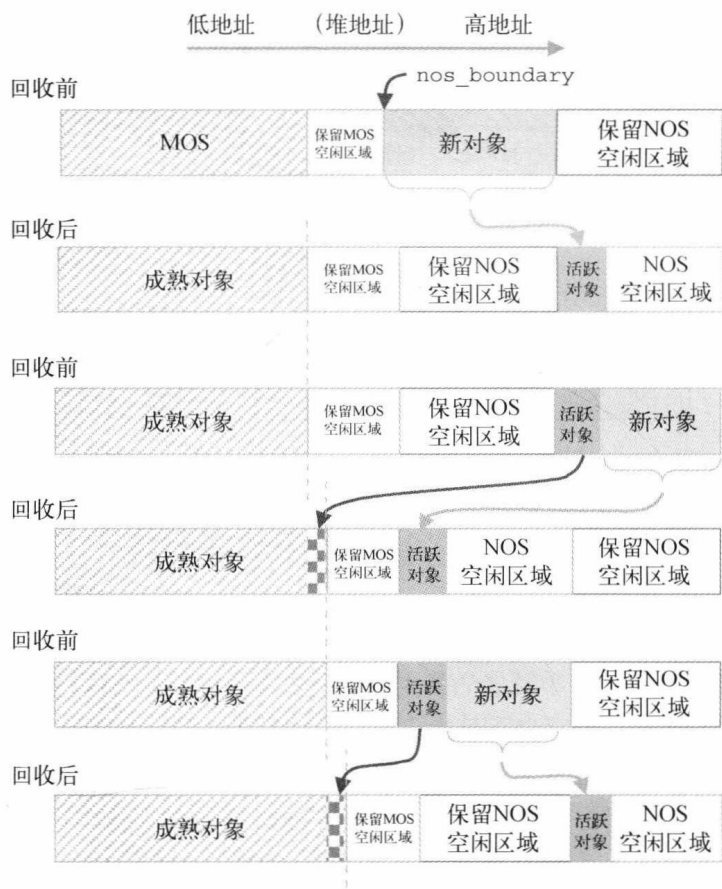 低地址 (堆地址) 高地址
nos_boundary
回收前
MOS
保留MOS
空闲区域
新对象
保留NOS
空闲区域
回收后
成熟对象
保留MOS
空闲区域
保留NOS
空闲区域
活跃
对象
NOS
空闲区域
回收前
成熟对象
保留MOS
空闲区域
保留NOS
空闲区域
活跃
对象
新对象
回收后
成熟对象
保留MOS
空闲区域
活跃
对象
NOS
空闲区域
保留NOS
空闲区域
回收前
成熟对象
保留MOS
空闲区域
活跃
对象
新对象
保留NOS
空闲区域
回收后
成熟对象
保留MOS
空闲区域
保留NOS
空闲区域
活跃
对象
NOS
空闲区域